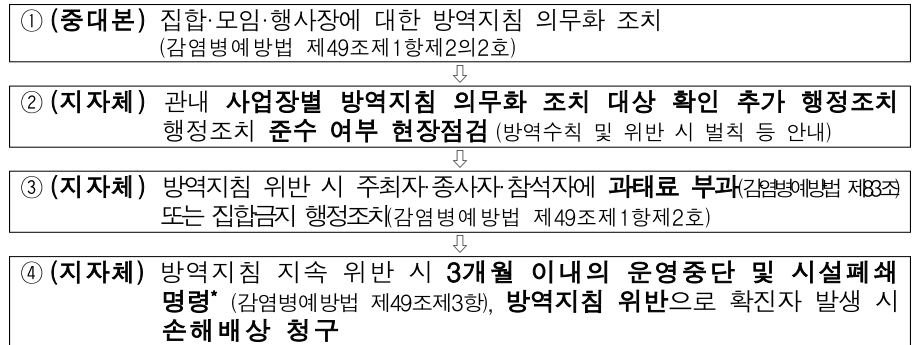 ① (중대본) 집합·모임·행사장에 대한 방역지침 의무화 조치
(감염병예방법 제49조제1항제2의2호)
⇩
② (지자체) 관내 사업장별 방역지침 의무화 조치 대상 확인 추가 행정조치
행정조치 준수 여부 현장점검 (방역수칙 및 위반 시 벌칙 등 안내)
⇩
③ (지자체) 방역지침 위반 시 주최자·종사자·참석자에 과태료 부과(감염병예방법 제83조)
또는 집합금지 행정조치(감염병예방법 제49조제1항제2호)
⇩
④ (지자체) 방역지침 지속 위반 시 3개월 이내의 운영중단 및 시설폐쇄
명령* (감염병예방법 제49조제3항), 방역지침 위반으로 확진자 발생 시
손해배상 청구